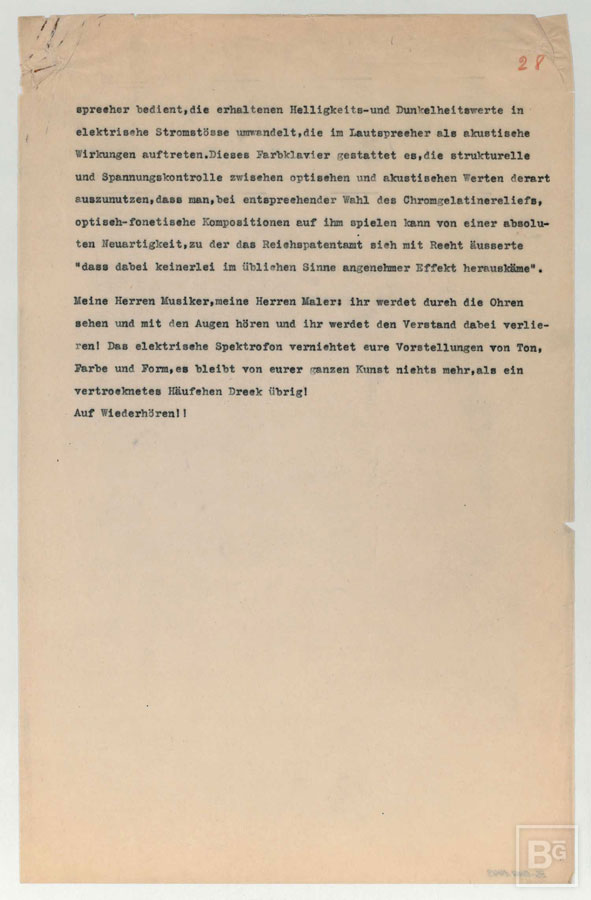 28
sprecher bedient,die erhaltenen Helligkeits-und Dunkelheitswerte in
elektrische Stromstösse umwandelt,die im Lautsprecher als akustische
Wirkungen auftreten.Dieses Farbklavier gestattet es,die strukturelle
und Spannungskontrolle zwischen optischen und akustischen Werten derart
auszunutzen,dass man,bei entsprechender Wahl des Chromgelatinereliefs,
optisch-fonetische Kompositionen auf ihm spielen kann von einer absolu-
ten Neuartigkeit,zu der das Reichspatentamt sich mit Recht äusserte
"dass dabei keinerlei im üblichen Sinne angenehmer Effekt herauskäme".
Meine Herren Musiker,meine Herren Maler: ihr werdet durch die Ohren
sehen und mit den Augen hören und ihr werdet den Verstand dabei verlie-
ren! Das elektrische Spektrofon vernichtet eure Vorstellungen von Ton,
Farbe und Form,es bleibt von eurer ganzen Kunst nichts mehr,als ein
vertrocknetes Häufchen Dreck übrig!
Auf Wiederhören!!
BG